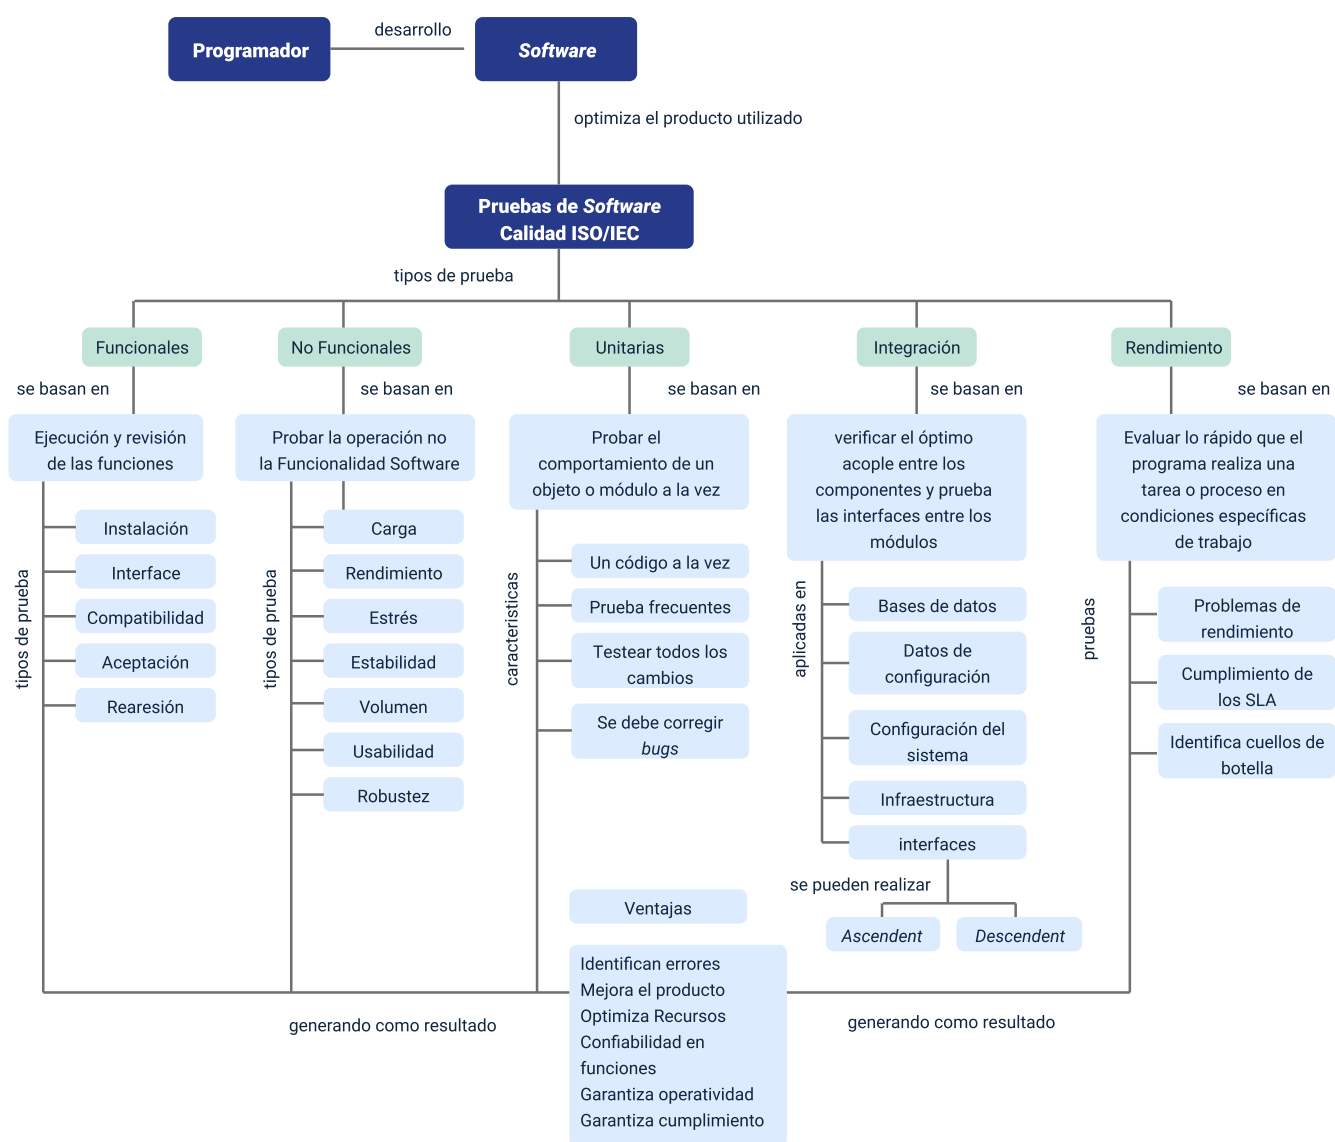 desarrollo
Programador
Software
optimiza el producto utilizado
Pruebas de Software
Calidad ISO/IEC
tipos de prueba
Funcionales
se basan en
Ejecución y revisión
de las funciones
tipos de prueba
Instalación
Interface
Compatibilidad
Aceptación
Rearesión
No Funcionales
se basan en
Probar la operación no
la Funcionalidad Software
tipos de prueba
Carga
Rendimiento
Estrés
Estabilidad
Volumen
Usabilidad
Robustez
Unitarias
se basan en
Probar el
comportamiento de un
objeto o módulo a la vez
caracteristicas
Un código a la vez
Prueba frecuentes
Testear todos los
cambios
Se debe corregir
bugs
Integración
se basan en
verificar el óptimo
acople entre los
componentes y prueba
las interfaces entre los
módulos
aplicadas en
Bases de datos
Datos de
configuración
Configuración del
sistema
Infraestructura
interfaces
se pueden realizar
Ascendent
Descendent
Rendimiento
se basan en
Evaluar lo rápido que el
programa realiza una
tarea o proceso en
condiciones específicas
de trabajo
pruebas
Problemas de
rendimiento
Cumplimiento de
los SLA
Identifica cuellos de
botella
Ventajas
Identifican errores
Mejora el producto
Optimiza Recursos
Confiabilidad en
funciones
Garantiza operatividad
Garantiza cumplimiento
generando como resultado
generando como resultado